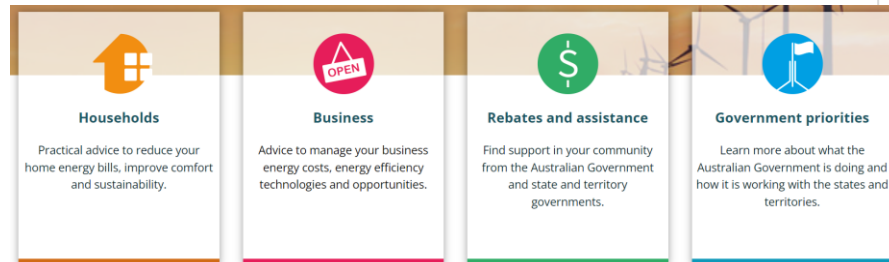 OPEN
Households
Practical advice to reduce your
home energy bills, improve comfort
and sustainability.
Business
Advice to manage your business
energy costs, energy efficiency
technologies and opportunities.
Rebates and assistance
Find support in your community
from the Australian Government
and state and territory
governments.
Government priorities
Learn more about what the
Australian Government is doing and
how it is working with the states and
territories.